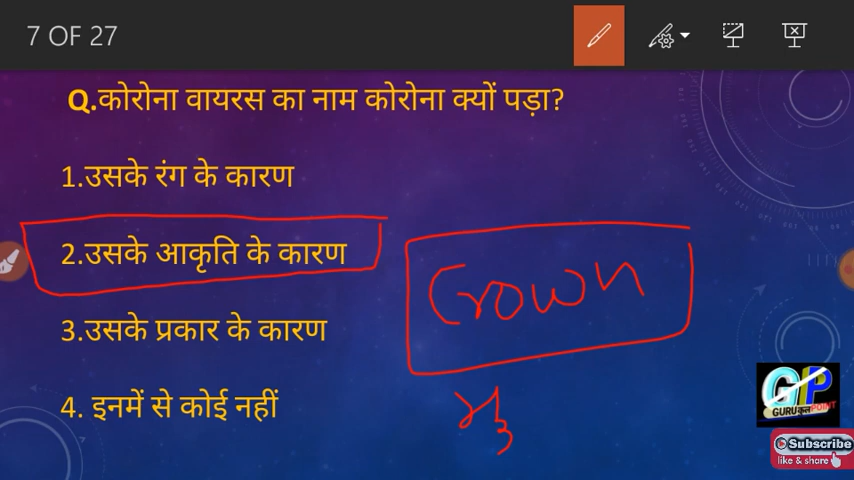 7 OF 27
Q.कोरोना वायरस का नाम कोरोना क्यों पड़ा?
1.उसके रंग के कारण
2.उसके आकृति के कारण
Crown
3.उसके प्रकार के कारण
4. इनमें से कोई नहीं
GP
GURUकुलPOINT
Subscribe
like & share